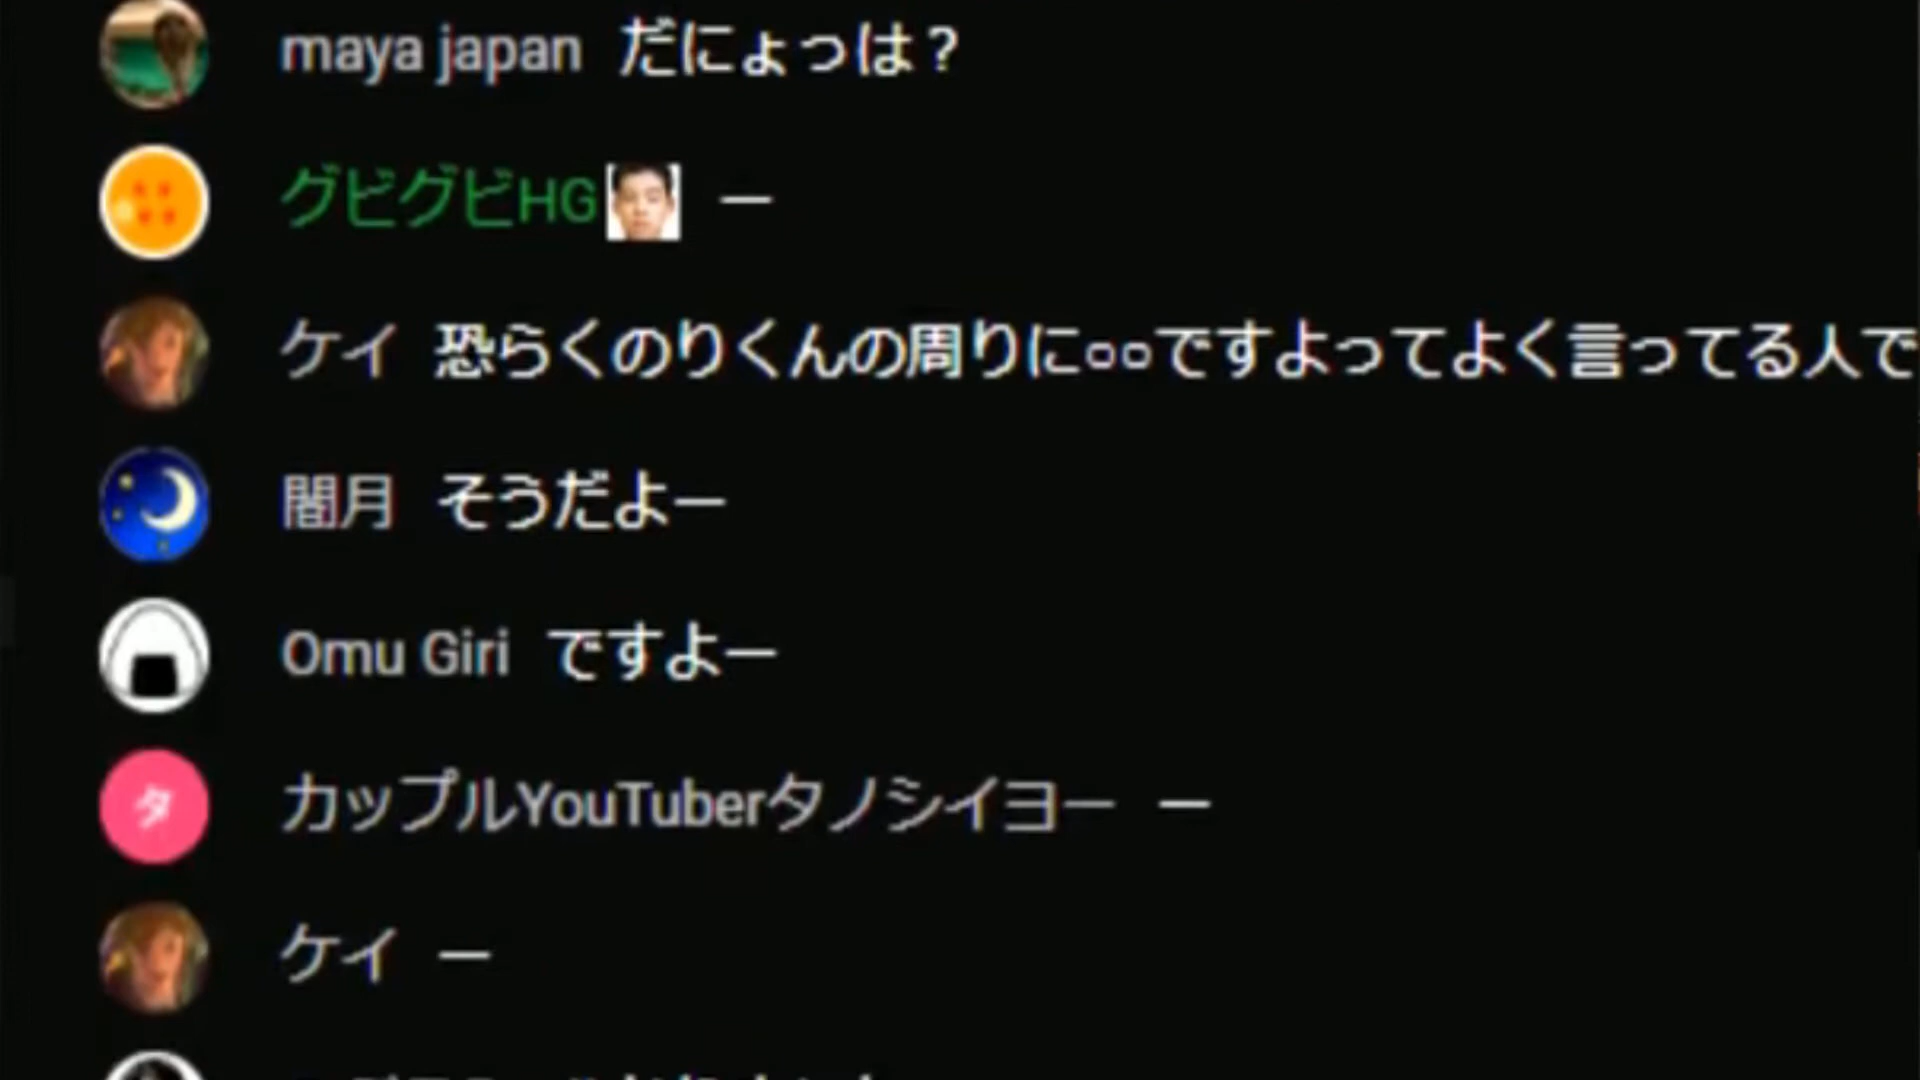 maya japan だにょっは？
グビグビHG ー
ケイ 恐らくのりくんの周りに○○ですよってよく言ってる人で
闇月 そうだよー
Omu Giri ですよー
タ カップルYouTuberタノシイヨー ー
ケイ ー